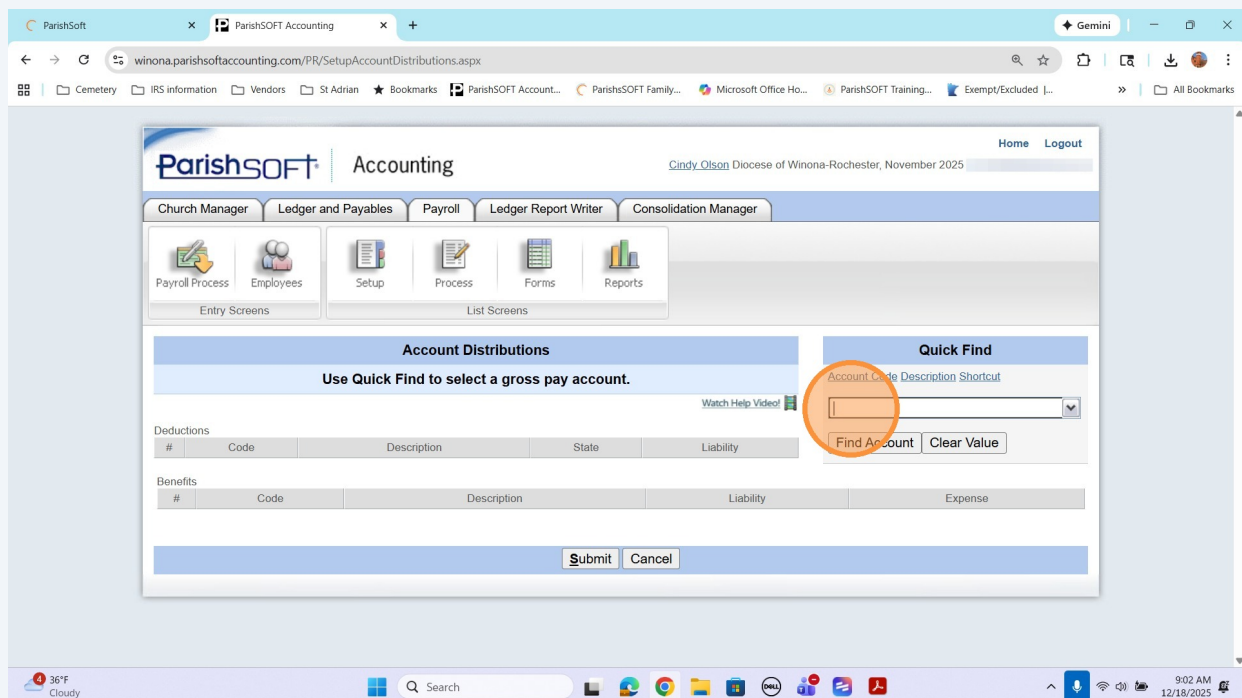 ParishSoft
ParishSOFT Accounting
Gemini
winona.parishsoftaccounting.com/PR/SetupAccountDistributions.aspx
Cemetery IRS information Vendors St Adrian Bookmarks ParishSOFT Account... ParishsSOFT Family... Microsoft Office Ho... ParishSOFT Training... Exempt/Excluded |... » All Bookmarks
Home Logout
ParishSOFT Accounting
Cindy Olson Diocese of Winona-Rochester, November 2025
Church Manager Ledger and Payables Payroll Ledger Report Writer Consolidation Manager
Payroll Process Employees Setup Process Forms Reports
Entry Screens List Screens
Account Distributions
Quick Find
Use Quick Find to select a gross pay account.
Account Code Description Shortcut
Watch Help Video!
Find Account Clear Value
Deductions
# Code Description State Liability
Benefits
# Code Description Liability Expense
Submit Cancel
4
36°F
Cloudy
Search
DELL
9:02 AM
12/18/2025